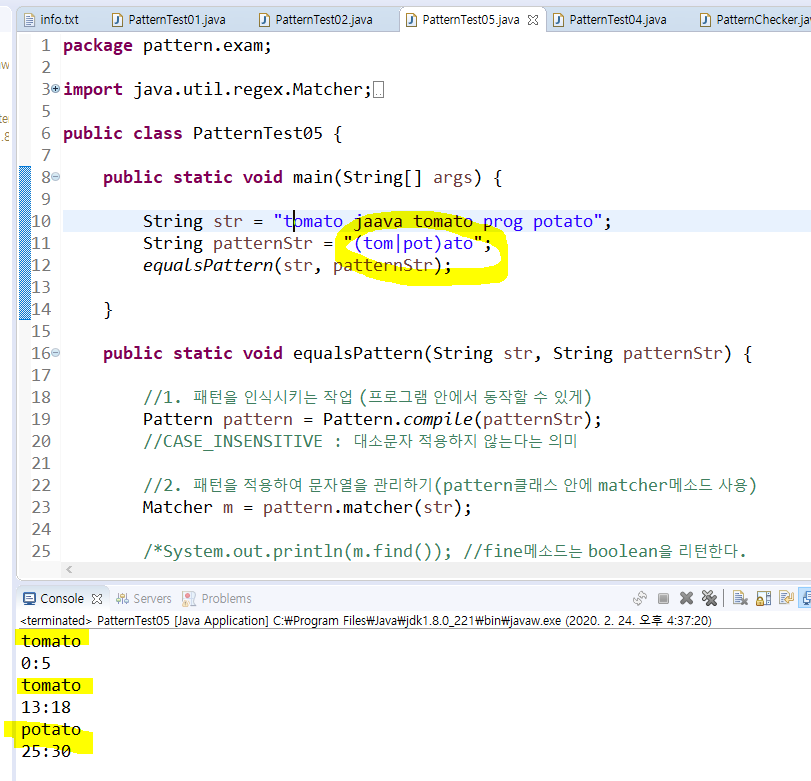 info.txt PatternTest01.java PatternTest02.java PatternTest05.java PatternTest04.java PatternChecker.jav
1 package pattern.exam;
2
3 import java.util.regex.Matcher;
5
6 public class PatternTest05 {
7
8 public static void main(String[] args) {
9
10 String str = "tomato jaava tomato prog potato";
11 String patternStr = "(tom|pot)ato";
12 equalsPattern(str, patternStr);
13
14 }
15
16 public static void equalsPattern(String str, String patternStr) {
17
18 //1. 패턴을 인식시키는 작업 (프로그램 안에서 동작할 수 있게)
19 Pattern pattern = Pattern.compile(patternStr);
20 //CASE_INSENSITIVE : 대소문자 적용하지 않는다는 의미
21
22 //2. 패턴을 적용하여 문자열을 관리하기(pattern클래스 안에 matcher메소드 사용)
23 Matcher m = pattern.matcher(str);
24
25 /*System.out.println(m.find()); //fine메소드는 boolean을 리턴한다.
Console Servers Problems
<terminated> PatternTest05 [Java Application] C:₩Program Files₩Java₩jdk1.8.0_221₩bin₩javaw.exe (2020. 2. 24. 오후 4:37:20)
tomato
0:5
tomato
13:18
potato
25:30